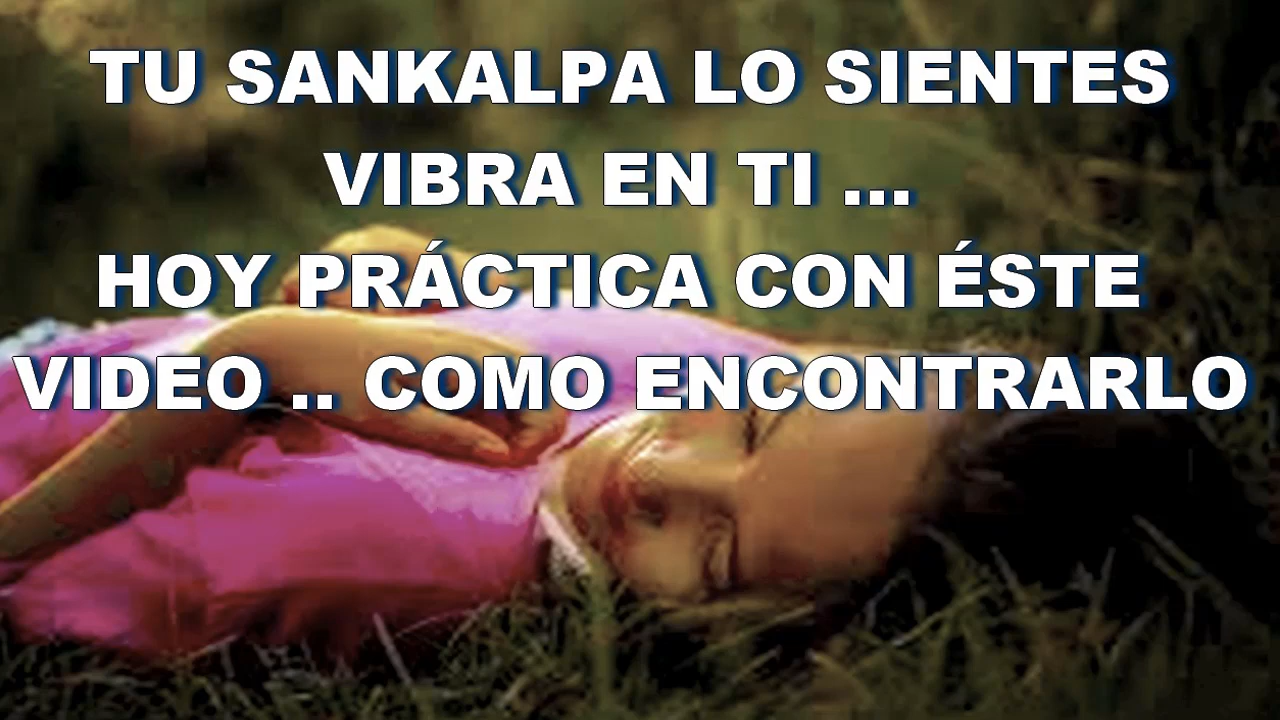 TU SANKALPA LO SIENTES
VIBRA EN TI ...
HOY PRÁCTICA CON ÉSTE
VIDEO .. COMO ENCONTRARLO